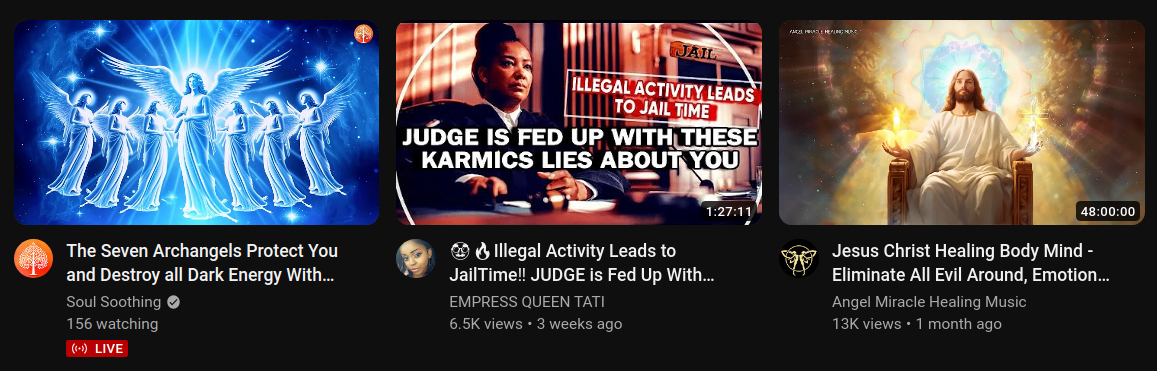 JAIL
ILLEGAL ACTIVITY LEADS
TO JAIL TIME
JUDGE IS FED UP WITH THESE
KARMICS LIES ABOUT YOU
1:27:11
ANGEL MIRACLE HEALING MUSIC
48:00:00
The Seven Archangels Protect You
and Destroy all Dark Energy With...
Soul Soothing
156 watching
LIVE
🔥Illegal Activity Leads to
JailTime!! JUDGE is Fed Up With...
EMPRESS QUEEN TATI
6.5K views • 3 weeks ago
Jesus Christ Healing Body Mind -
Eliminate All Evil Around, Emotion...
Angel Miracle Healing Music
13K views • 1 month ago